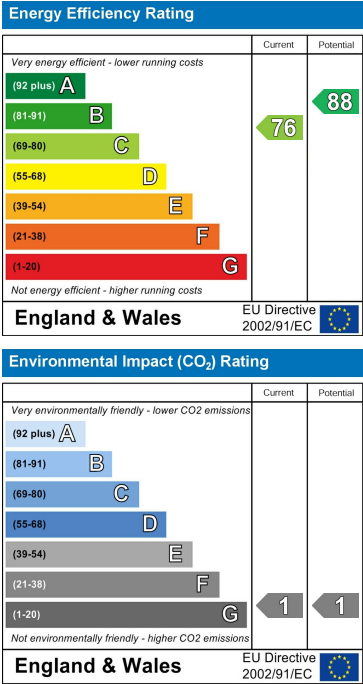 Energy Efficiency Rating
Current Potential
Very energy efficient - lower running costs
(92 plus) A
(81-91) B
(69-80) C
(55-68) D
(39-54) E
(21-38) F
(1-20) G
76
88
Not energy efficient - higher running costs
England & Wales
EU Directive
2002/91/EC
Environmental Impact (CO₂) Rating
Current Potential
Very environmentally friendly - lower CO2 emissions
(92 plus) A
(81-91) B
(69-80) C
(55-68) D
(39-54) E
(21-38) F
(1-20) G
1
1
Not environmentally friendly - higher CO2 emissions
England & Wales
EU Directive
2002/91/EC